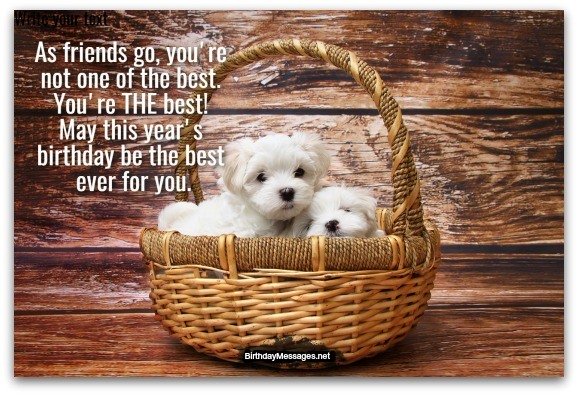 Write your text
As friends go, you're
not one of the best.
You're THE best!
May this year's
birthday be the best
ever for you.
BirthdayMessages.net